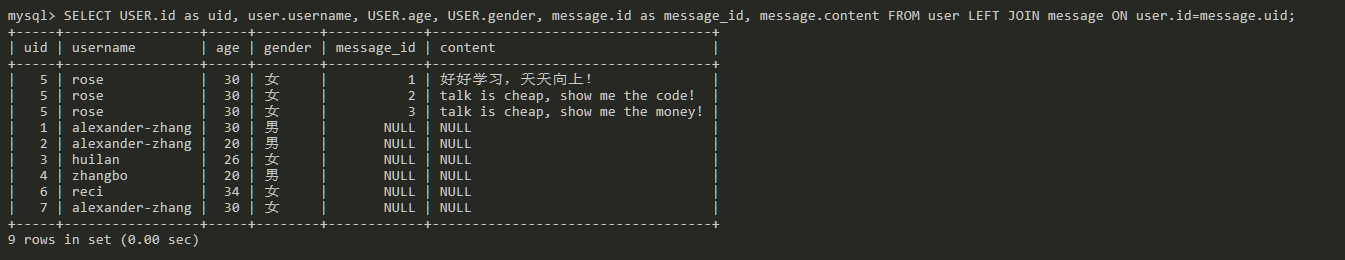 mysql> SELECT USER.id as uid, user.username, USER.age, USER.gender, message.id as message_id, message.content FROM user LEFT JOIN message ON user.id=message.uid;
+-----+-----------------+-----+--------+------------+-----------------------------------+
| uid | username        | age | gender | message_id | content                           |
+-----+-----------------+-----+--------+------------+-----------------------------------+
|   5 | rose            |  30 | 女     |          1 | 好好学习，天天向上！              |
|   5 | rose            |  30 | 女     |          2 | talk is cheap, show me the code!  |
|   5 | rose            |  30 | 女     |          3 | talk is cheap, show me the money! |
|   1 | alexander-zhang |  30 | 男     |       NULL | NULL                              |
|   2 | alexander-zhang |  20 | 男     |       NULL | NULL                              |
|   3 | huilan          |  26 | 女     |       NULL | NULL                              |
|   4 | zhangbo         |  20 | 男     |       NULL | NULL                              |
|   6 | reci            |  34 | 女     |       NULL | NULL                              |
|   7 | alexander-zhang |  30 | 女     |       NULL | NULL                              |
+-----+-----------------+-----+--------+------------+-----------------------------------+
9 rows in set (0.00 sec)